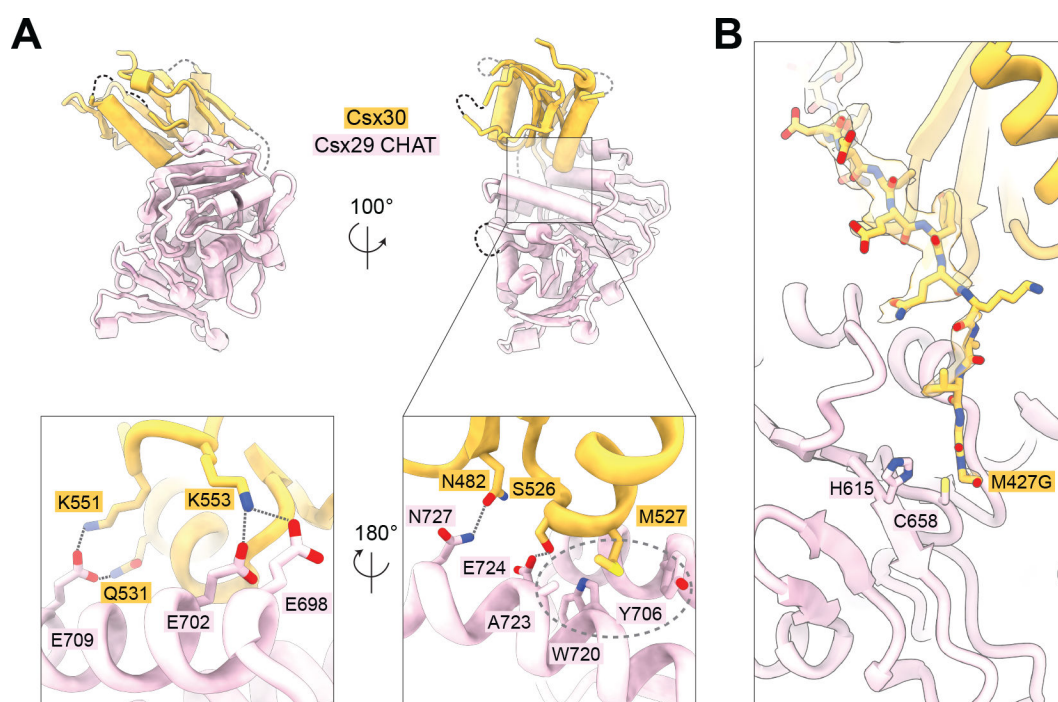 A
B
Csx30
Csx29 CHAT
100°
N482
S526
K551
K553
N727
M527
180°
E724
Q531
Y706
E698
E702
A723
E709
W720
H615
M427G
C658